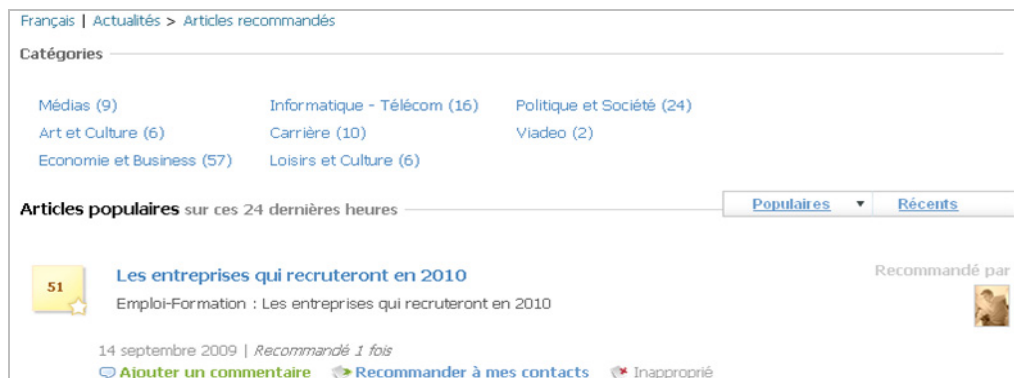 Français | Actualités > Articles recommandés
Catégories
Médias (9) Informatique - Télécom (16) Politique et Société (24)
Art et Culture (6) Carrière (10) Viadeo (2)
Economie et Business (57) Loisirs et Culture (6)
Articles populaires sur ces 24 dernières heures Populaires ▼ Récents
51 Les entreprises qui recruteront en 2010 Recommandé par
Emploi-Formation : Les entreprises qui recruteront en 2010
14 septembre 2009 | Recommandé 1 fois
Ajouter un commentaire Recommander à mes contacts Inapproprié